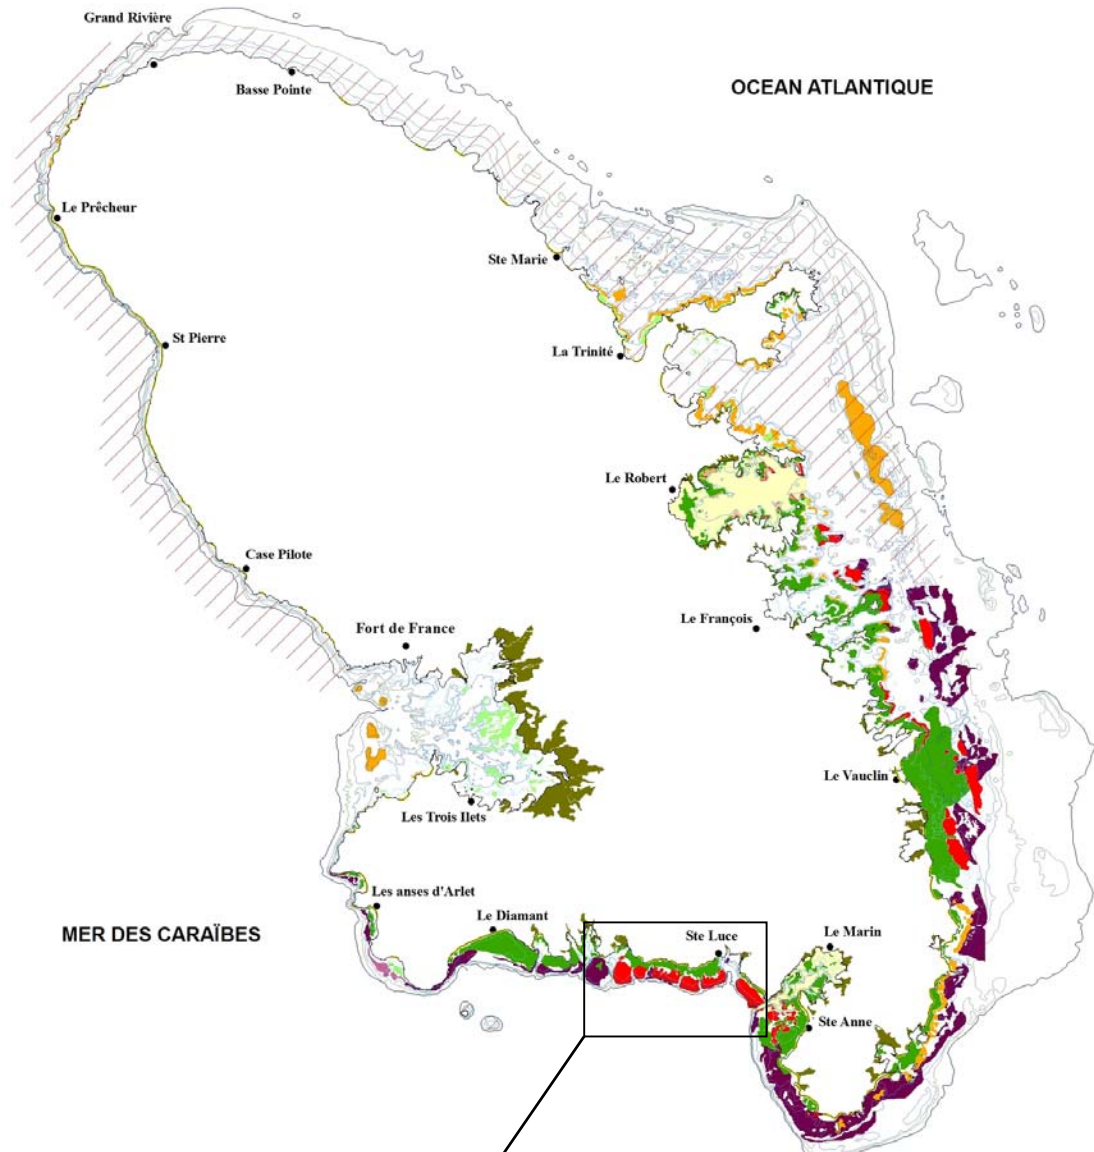 Grand Rivière
Basse Pointe
OCEAN ATLANTIQUE
Le Prêcheur
Ste Marie
St Pierre
La Trinité
Le Robert
Case Pilote
Le François
Fort de France
Le Vauclin
Les Trois Ilets
Les anses d'Arlet
Le Diamant
MER DES CARAÏBES
Ste Luce
Le Marin
Ste Anne